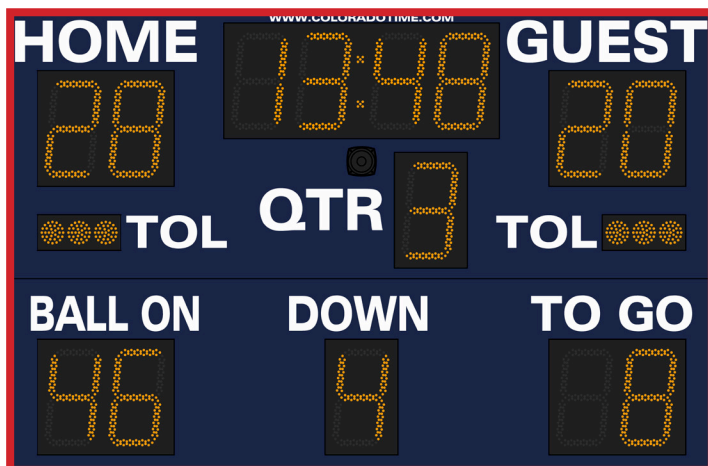 WWW.COLORADOTIME.COM
HOME 13:48 GUEST
28 20
QTR 3
TOL TOL
BALL ON DOWN TO GO
46 4 8